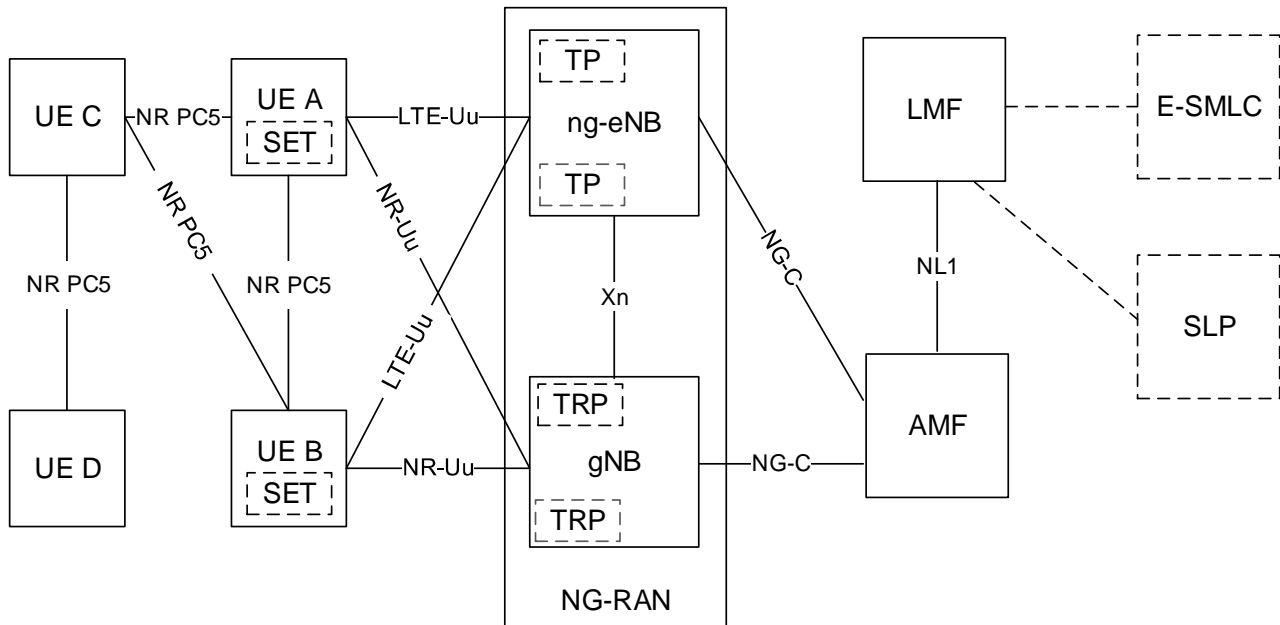 TP
ng-eNB
TP
UE C
NR PC5
UE A
SET
LTE-Uu
LMF
E-SMLC
NR PC5
NR-Uu
NG-C
NL1
NR PC5
NR PC5
Xn
LTE-Uu
SLP
TRP
gNB
TRP
UE D
UE B
SET
NR-Uu
NG-C
AMF
NG-RAN